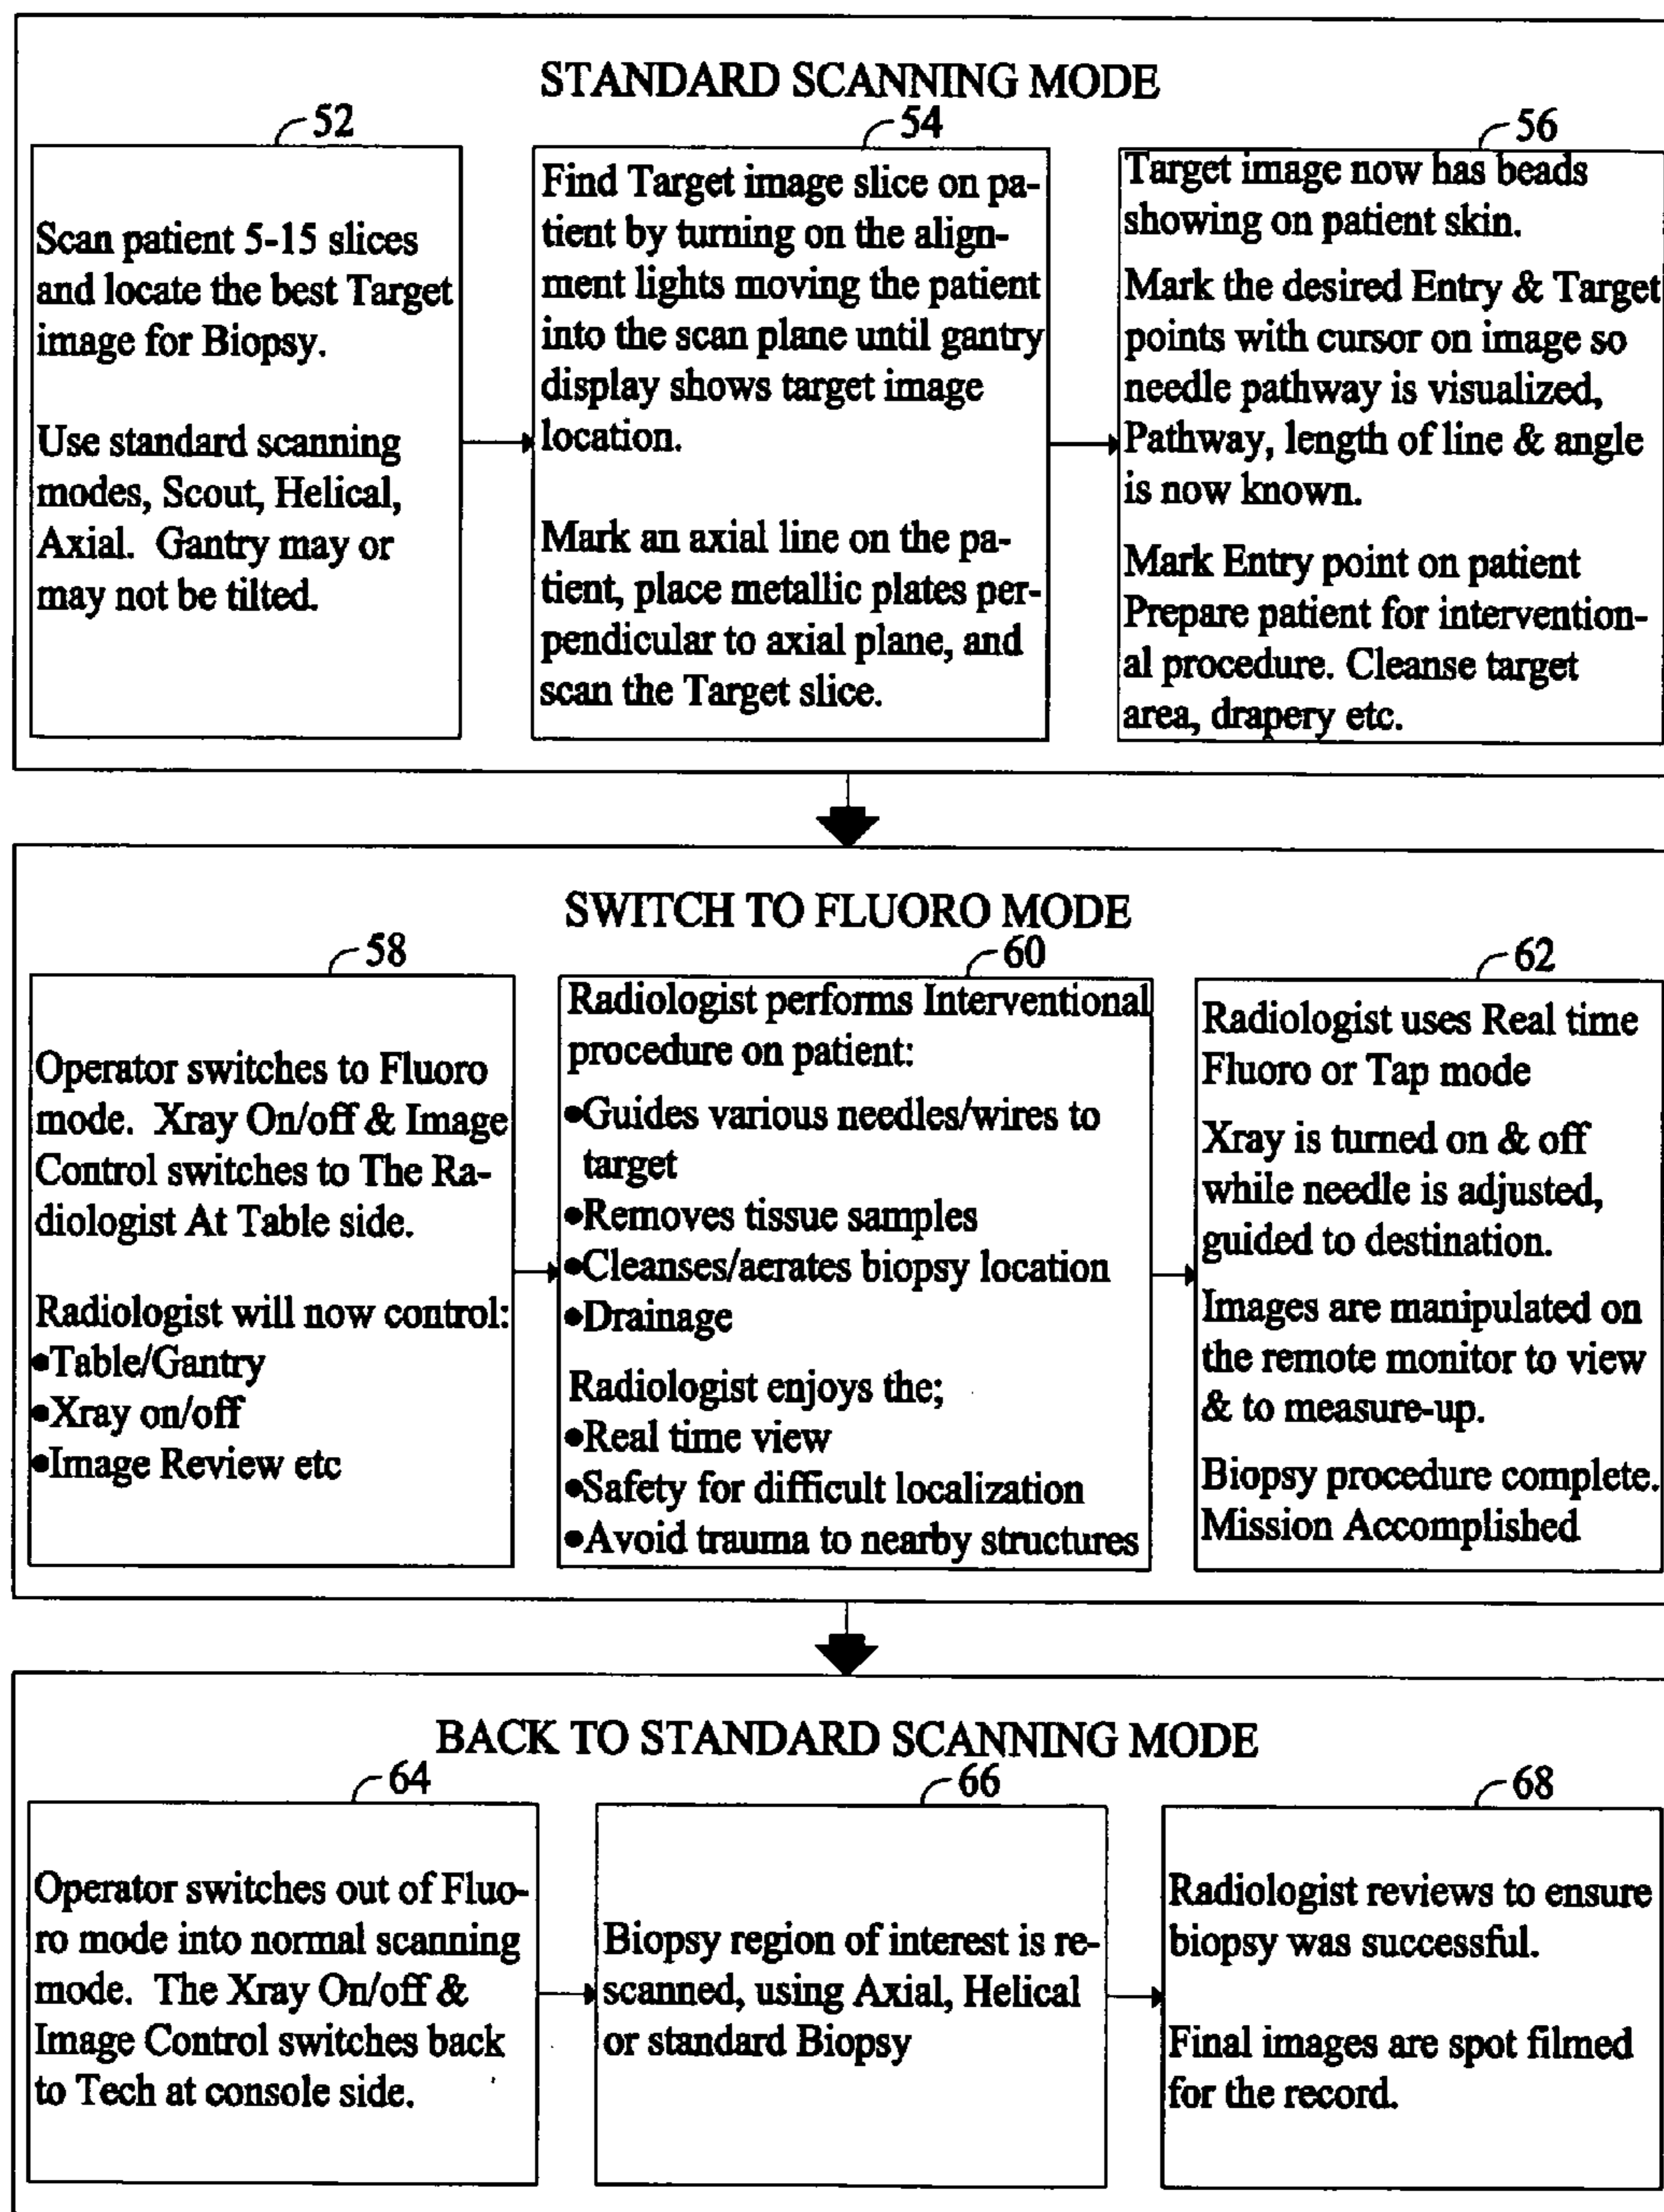 STANDARD SCANNING MODE
52
Scan patient 5-15 slices
and locate the best Target
image for Biopsy.
Use standard scanning
modes, Scout, Helical,
Axial. Gantry may or
may not be tilted.
54
Find Target image slice on pa-
tient by turning on the align-
ment lights moving the patient
into the scan plane until gantry
display shows target image
location.
Mark an axial line on the pa-
tient, place metallic plates per-
pendicular to axial plane, and
scan the Target slice.
56
Target image now has beads
showing on patient skin.
Mark the desired Entry & Target
points with cursor on image so
needle pathway is visualized,
Pathway, length of line & angle
is now known.
Mark Entry point on patient
Prepare patient for intervention-
al procedure. Cleanse target
area, drapery etc.
SWITCH TO FLUORO MODE
58
Operator switches to Fluoro
mode. Xray On/off & Image
Control switches to The Ra-
diologist At Table side.
Radiologist will now control:
•Table/Gantry
•Xray on/off
•Image Review etc
60
Radiologist performs Interventional
procedure on patient:
•Guides various needles/wires to
target
•Removes tissue samples
•Cleanses/aerates biopsy location
•Drainage
Radiologist enjoys the;
•Real time view
•Safety for difficult localization
•Avoid trauma to nearby structures
62
Radiologist uses Real time
Fluoro or Tap mode
Xray is turned on & off
while needle is adjusted,
guided to destination.
Images are manipulated on
the remote monitor to view
& to measure-up.
Biopsy procedure complete.
Mission Accomplished
BACK TO STANDARD SCANNING MODE
64
Operator switches out of Fluo-
ro mode into normal scanning
mode. The Xray On/off &
Image Control switches back
to Tech at console side.
66
Biopsy region of interest is re-
scanned, using Axial, Helical
or standard Biopsy
68
Radiologist reviews to ensure
biopsy was successful.
Final images are spot filmed
for the record.